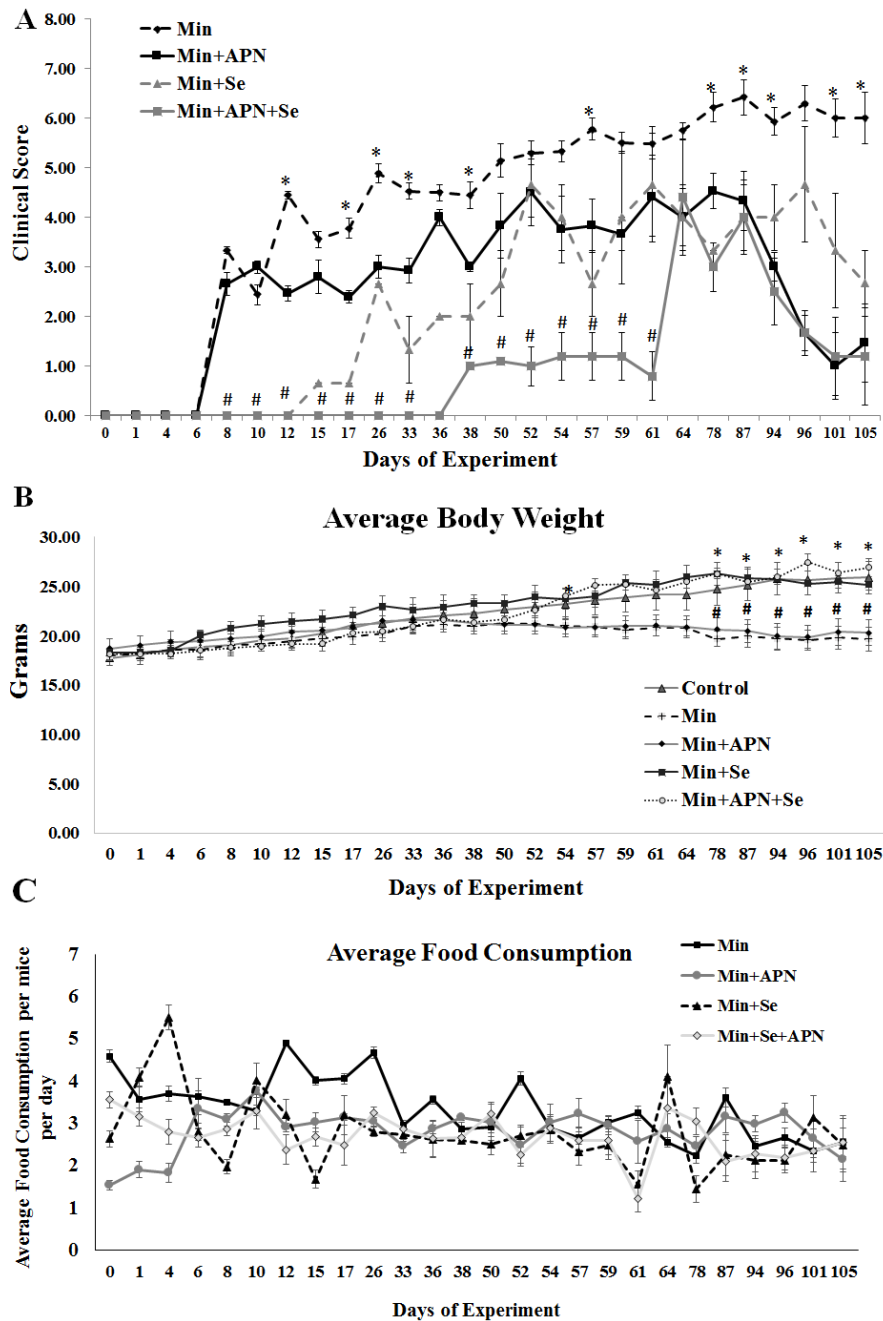 A
8.00
7.00
6.00
5.00
4.00
3.00
2.00
1.00
0.00
Clinical Score
Min
Min+APN
Min+Se
Min+APN+Se
* * * * * * * * * * *
# # # # # # # # # # # # # #
0 1 4 6 8 10 12 15 17 26 33 36 38 50 52 54 57 59 61 64 78 87 94 96 101 105
Days of Experiment
B
Average Body Weight
30.00
25.00
20.00
15.00
10.00
5.00
0.00
Grams
* * * * * * *
# # # # # #
Control
Min
Min+APN
Min+Se
Min+APN+Se
0 1 4 6 8 10 12 15 17 26 33 36 38 50 52 54 57 59 61 64 78 87 94 96 101 105
Days of Experiment
C
Average Food Consumption
7
6
5
4
3
2
1
0
Average Food Consumption per mice
per day
Min
Min+APN
Min+Se
Min+Se+APN
0 1 4 6 8 10 12 15 17 26 33 36 38 50 52 54 57 59 61 64 78 87 94 96 101 105
Days of Experiment